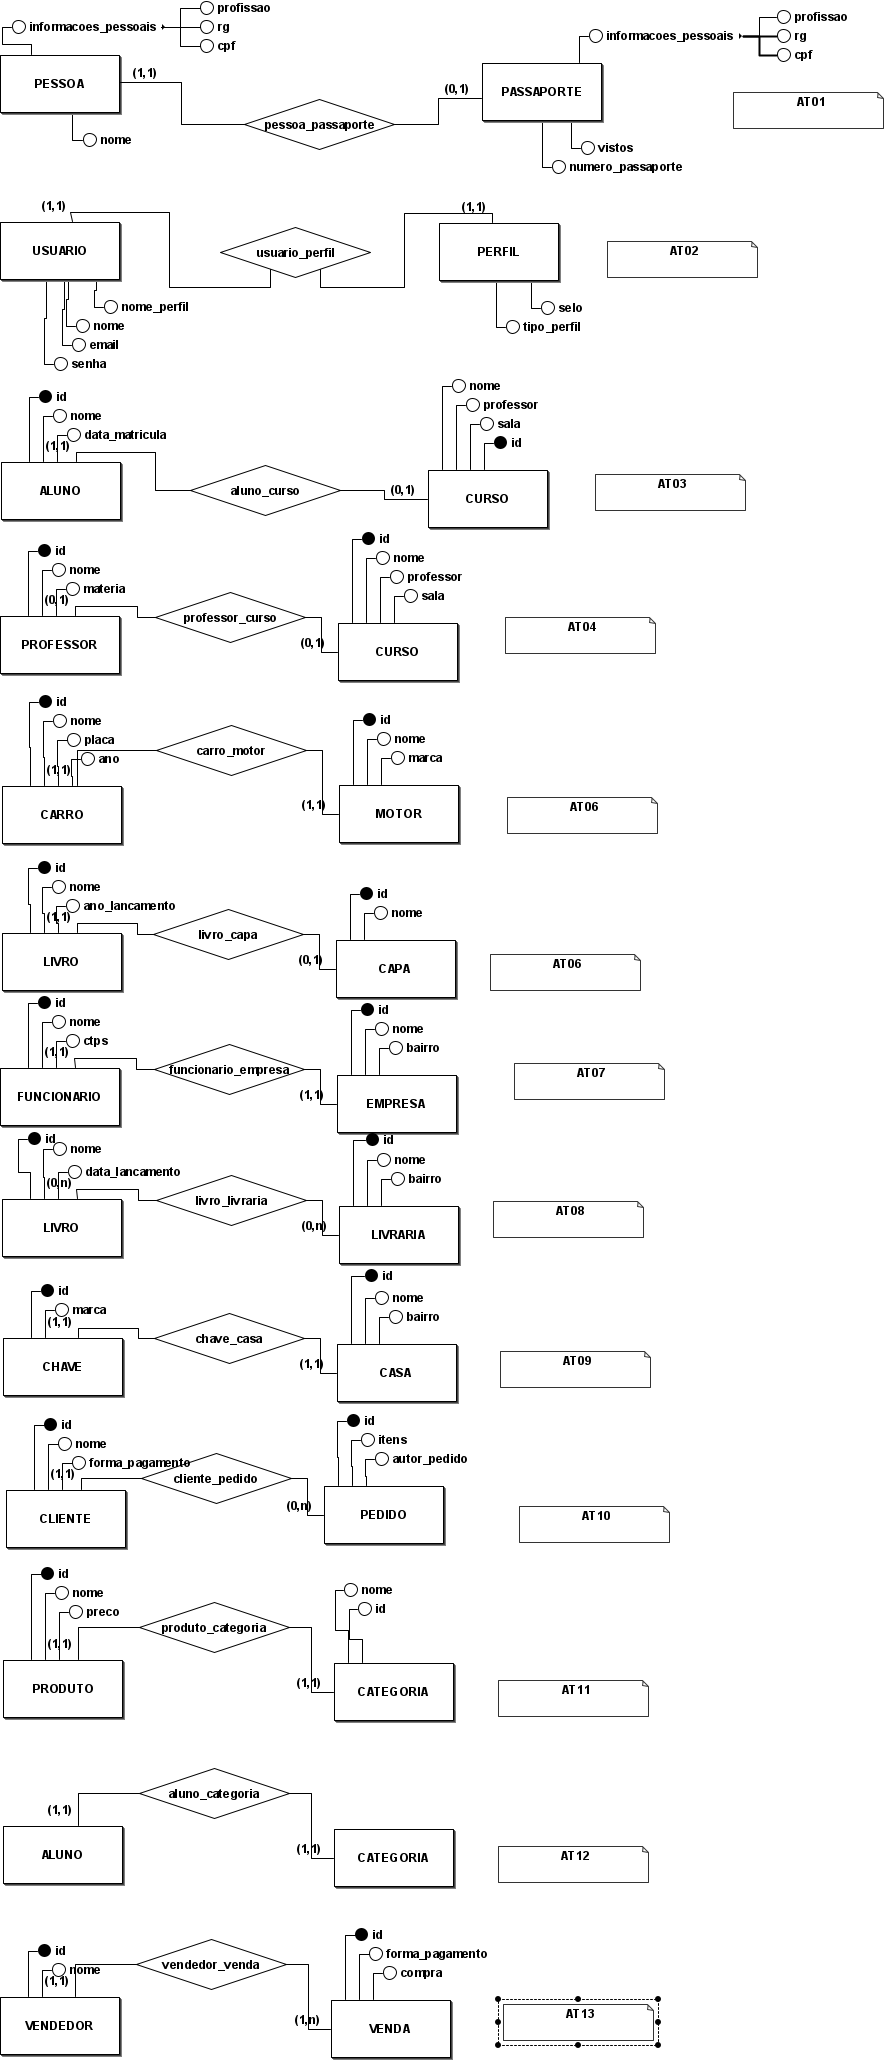 profissao
informacoes_pessoais
rg
cpf
PESSOA
(1,1)
pessoa_passaporte
(0,1)
profissao
informacoes_pessoais
rg
cpf
PASSAPORTE
AT01
nome
vistos
numero_passaporte
(1,1)
USUARIO
usuario_perfil
(1,1)
PERFIL
AT02
nome_perfil
nome
email
senha
selo
tipo_perfil
id
nome
data_matricula
(1,1)
ALUNO
aluno_curso
(0,1)
nome
professor
sala
id
CURSO
AT03
id
nome
materia
(0,1)
PROFESSOR
professor_curso
(0,1)
id
nome
professor
sala
CURSO
AT04
id
nome
placa
ano
(1,1)
CARRO
carro_motor
(1,1)
id
nome
marca
MOTOR
AT06
id
nome
ano_lancamento
(1,1)
LIVRO
livro_capa
(0,1)
id
nome
CAPA
AT06
id
nome
ctps
(1,1)
FUNCIONARIO
funcionario_empresa
(1,1)
id
nome
bairro
EMPRESA
AT07
id
nome
data_lancamento
(0,n)
LIVRO
livro_livraria
(0,n)
id
nome
bairro
LIVRARIA
AT08
id
marca
(1,1)
CHAVE
chave_casa
(1,1)
id
nome
bairro
CASA
AT09
id
nome
forma_pagamento
(1,1)
CLIENTE
cliente_pedido
(0,n)
id
itens
autor_pedido
PEDIDO
AT10
id
nome
preco
(1,1)
PRODUTO
produto_categoria
(1,1)
nome
id
CATEGORIA
AT11
(1,1)
ALUNO
aluno_categoria
(1,1)
CATEGORIA
AT12
id
nome
(1,1)
VENDEDOR
vendedor_venda
(1,n)
id
forma_pagamento
compra
VENDA
AT13